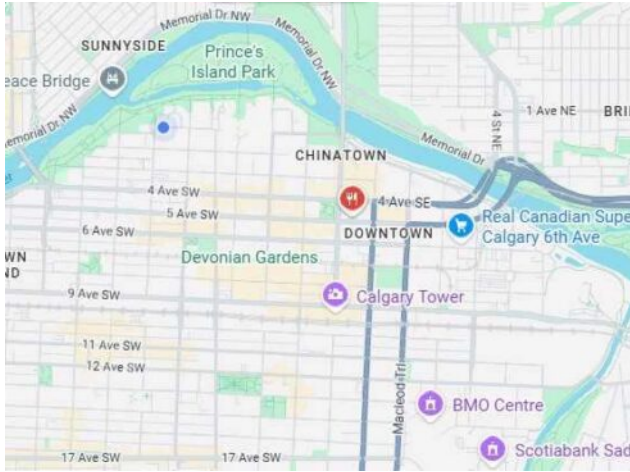 Memorial Dr NW
SUNNYSIDE
Prince's
Island Park
eace Bridge
Memorial Dr NW
Memorial Dr NW
4 St NE
1 Ave NE
BRI
Memorial Dr
CHINATOWN
4 Ave SW
4 Ave SE
5 Ave SW
Real Canadian Supe
Calgary 6th Ave
6 Ave SW
DOWNTOWN
WN
ND
Devonian Gardens
9 Ave SW
Calgary Tower
11 Ave SW
12 Ave SW
Macleod Trl
BMO Centre
17 Ave SW
17 Ave SW
Scotiabank Sad